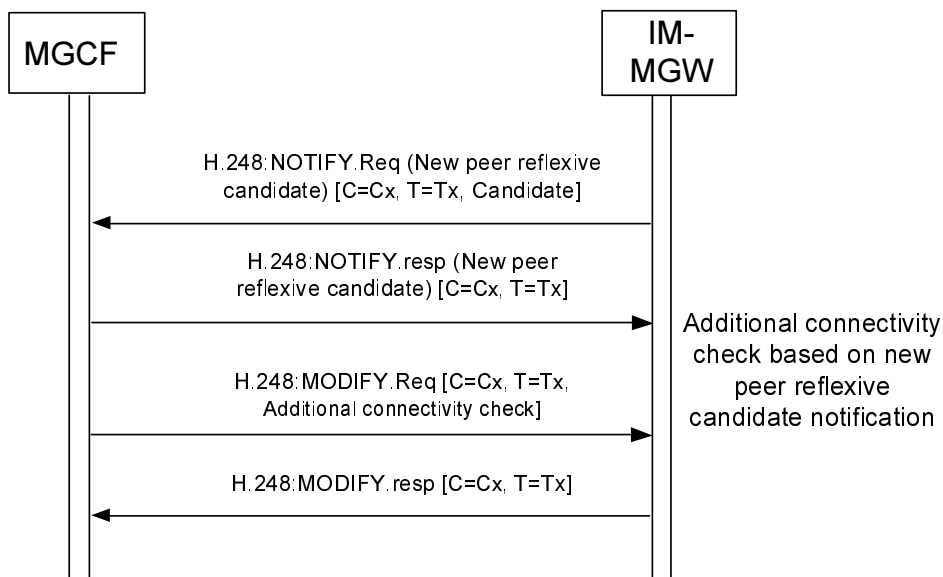 MGCF
IM-
MGW
H.248:NOTIFY.Req (New peer reflexive
candidate) [C=Cx, T=Tx, Candidate]
H.248:NOTIFY.resp (New peer
reflexive candidate) [C=Cx, T=Tx]
H.248:MODIFY.Req [C=Cx, T=Tx,
Additional connectivity check]
H.248:MODIFY.resp [C=Cx, T=Tx]
Additional connectivity
check based on new
peer reflexive
candidate notification